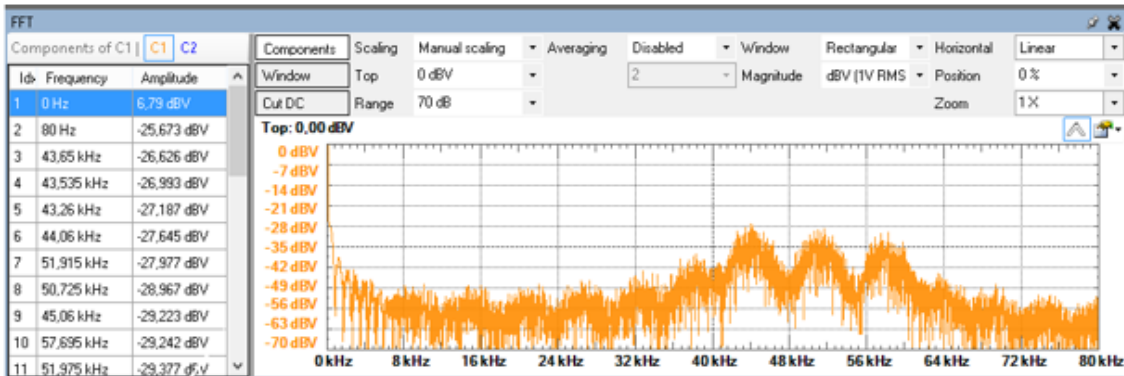 FFT
Components of C1 | C1 C2
Components Scaling Manual scaling Averaging Disabled Window Rectangular Horizontal Linear
Window Top 0 dBV 2 Magnitude dBV (1V RMS Position 0 %
Cut DC Range 70 dB Zoom 1X
Idx Frequency Amplitude
1 0 Hz 6,79 dBV
2 80 Hz -25,673 dBV
3 43,65 kHz -26,626 dBV
4 43,535 kHz -26,993 dBV
5 43,26 kHz -27,187 dBV
6 44,06 kHz -27,645 dBV
7 51,915 kHz -27,977 dBV
8 50,725 kHz -28,967 dBV
9 45,06 kHz -29,223 dBV
10 57,695 kHz -29,242 dBV
11 51,975 kHz -29,377 dBV
Top: 0,00 dBV
0 dBV
-7 dBV
-14 dBV
-21 dBV
-28 dBV
-35 dBV
-42 dBV
-49 dBV
-56 dBV
-63 dBV
-70 dBV
0 kHz 8 kHz 16 kHz 24 kHz 32 kHz 40 kHz 48 kHz 56 kHz 64 kHz 72 kHz 80 kHz